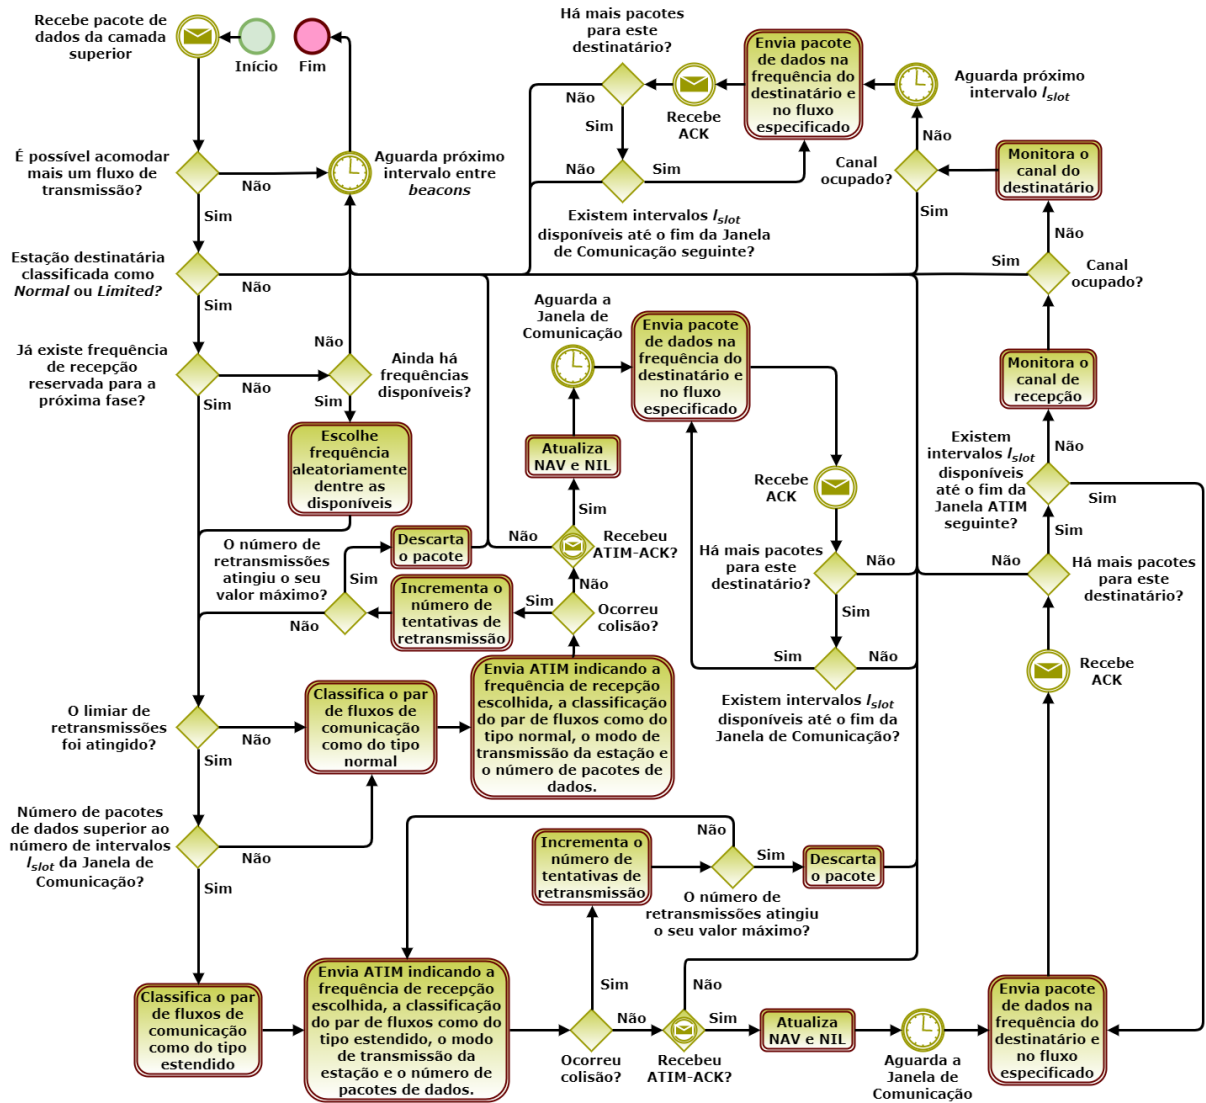 Recebe pacote de
dados da camada
superior
Início
Fim
É possível acomodar
mais um fluxo de
transmissão?
Não
Sim
Aguarda próximo
intervalo entre
beacons
Estação destinatária
classificada como
Normal ou Limited?
Não
Sim
Já existe frequência
de recepção
reservada para a
próxima fase?
Não
Sim
Não
Ainda há
frequências
disponíveis?
Sim
Escolhe
frequência
aleatoriamente
dentre as
disponíveis
O número de
retransmissões
atingiu o seu
valor máximo?
Sim
Não
Descarta
o pacote
Incrementa o
número de
tentativas de
retransmissão
Sim
Ocorreu
colisão?
Não
Não
Recebeu
ATIM-ACK?
Sim
Atualiza
NAV e NIL
Aguarda a
Janela de
Comunicação
Envia pacote
de dados na
frequência do
destinatário e
no fluxo
especificado
Recebe
ACK
Há mais pacotes
para este
destinatário?
Não
Sim
Sim
Não
Existem intervalos Islot
disponíveis até o fim da
Janela de Comunicação?
Há mais pacotes
para este
destinatário?
Não
Sim
Não
Sim
Existem intervalos Islot
disponíveis até o fim da Janela
de Comunicação seguinte?
Recebe
ACK
Envia pacote
de dados na
frequência do
destinatário e
no fluxo
especificado
Aguarda próximo
intervalo Islot
Não
Canal
ocupado?
Sim
Monitora o
canal do
destinatário
Não
Sim
Canal
ocupado?
Monitora o
canal de
recepção
Existem
intervalos Islot
disponíveis
até o fim da
Janela ATIM
seguinte?
Não
Sim
Sim
Não
Há mais pacotes
para este
destinatário?
Recebe
ACK
O limiar de
retransmissões
foi atingido?
Não
Sim
Classifica o par
de fluxos de
comunicação
como do tipo
normal
Envia ATIM indicando a
frequência de recepção
escolhida, a classificação
do par de fluxos como do
tipo normal, o modo de
transmissão da estação e
o número de pacotes de
dados.
Número de pacotes
de dados superior ao
número de intervalos
Islot da Janela de
Comunicação?
Não
Sim
Classifica o par
de fluxos de
comunicação
como do tipo
estendido
Envia ATIM indicando a
frequência de recepção
escolhida, a classificação
do par de fluxos como do
tipo estendido, o modo
de transmissão da
estação e o número de
pacotes de dados.
Incrementa o
número de
tentativas de
retransmissão
Não
Sim
O número de
retransmissões atingiu
o seu valor máximo?
Descarta
o pacote
Sim
Não
Ocorreu
colisão?
Não
Sim
Recebeu
ATIM-ACK?
Atualiza
NAV e NIL
Aguarda a
Janela de
Comunicação
Envia pacote
de dados na
frequência do
destinatário e
no fluxo
especificado